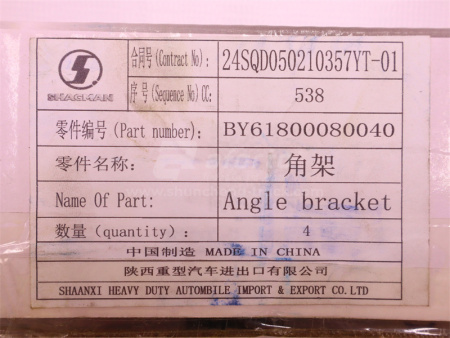 SHACMAN
合同号(Contract No): 24SQD050210357YT-01
序号(Sequence No)CC: 538
零件编号(Part number): BY61800080040
零件名称: 角架
Name Of Part: Angle bracket
数量(quantity): 4
中国制造 MADE IN CHINA
陕西重型汽车进出口有限公司
SHAANXI HEAVY DUTY AUTOMBILE IMPORT & EXPORT CO.LTD